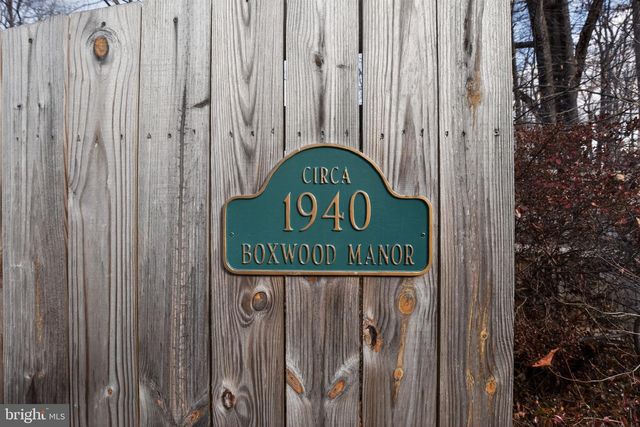 CIRCA
1940
BOXWOOD MANOR
bright MLS